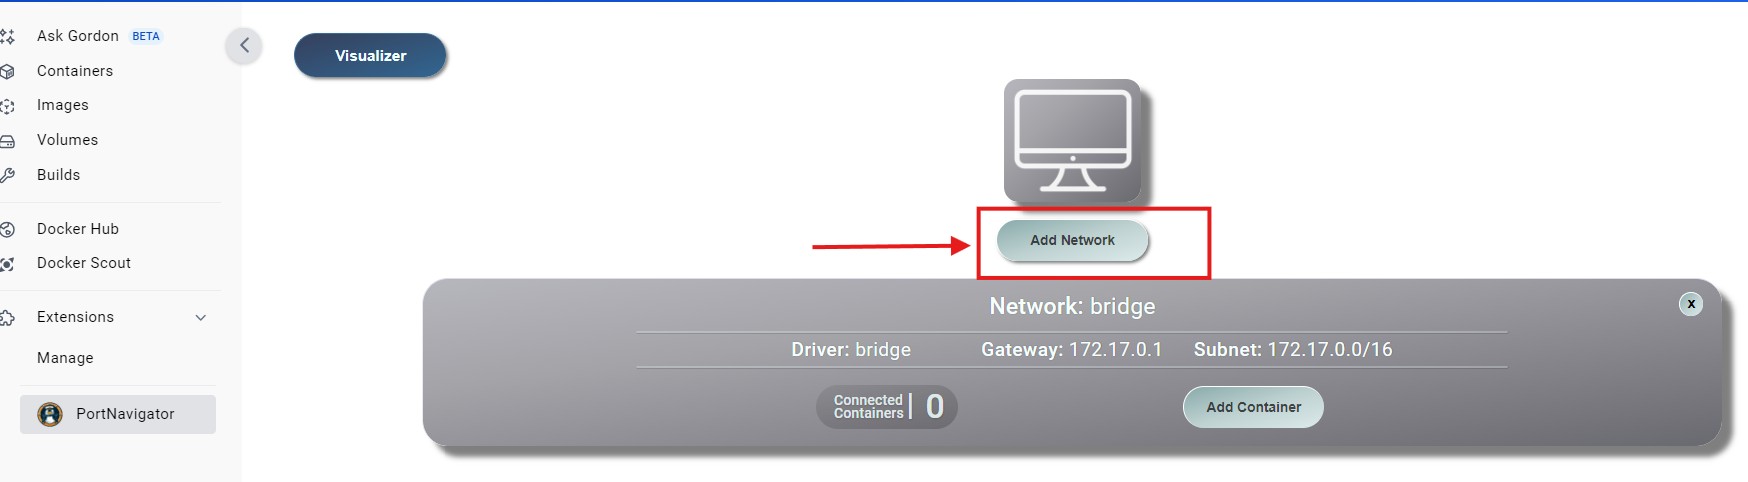 Ask Gordon BETA
Containers
Images
Volumes
Builds
Docker Hub
Docker Scout
Extensions
Manage
PortNavigator
Visualizer
Add Network
Network: bridge
x
Driver: bridge Gateway: 172.17.0.1 Subnet: 172.17.0.0/16
Connected
Containers
0
Add Container